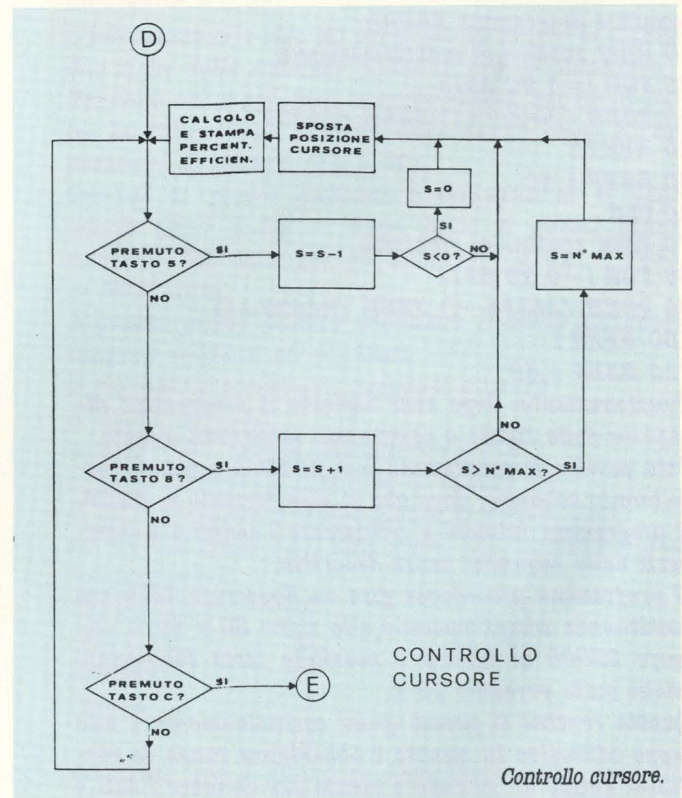 D
CALCOLO
E STAMPA
PERCENT.
EFFICIEN.
SPOSTA
POSIZIONE
CURSORE
S=0
SI
PREMUTO
TASTO 5?
SI
S=S-1
S<0?
NO
S=N° MAX
NO
NO
PREMUTO
TASTO 8?
SI
S=S+1
S>N° MAX?
SI
NO
PREMUTO
TASTO C?
SI
E
NO
CONTROLLO
CURSORE
Controllo cursore.